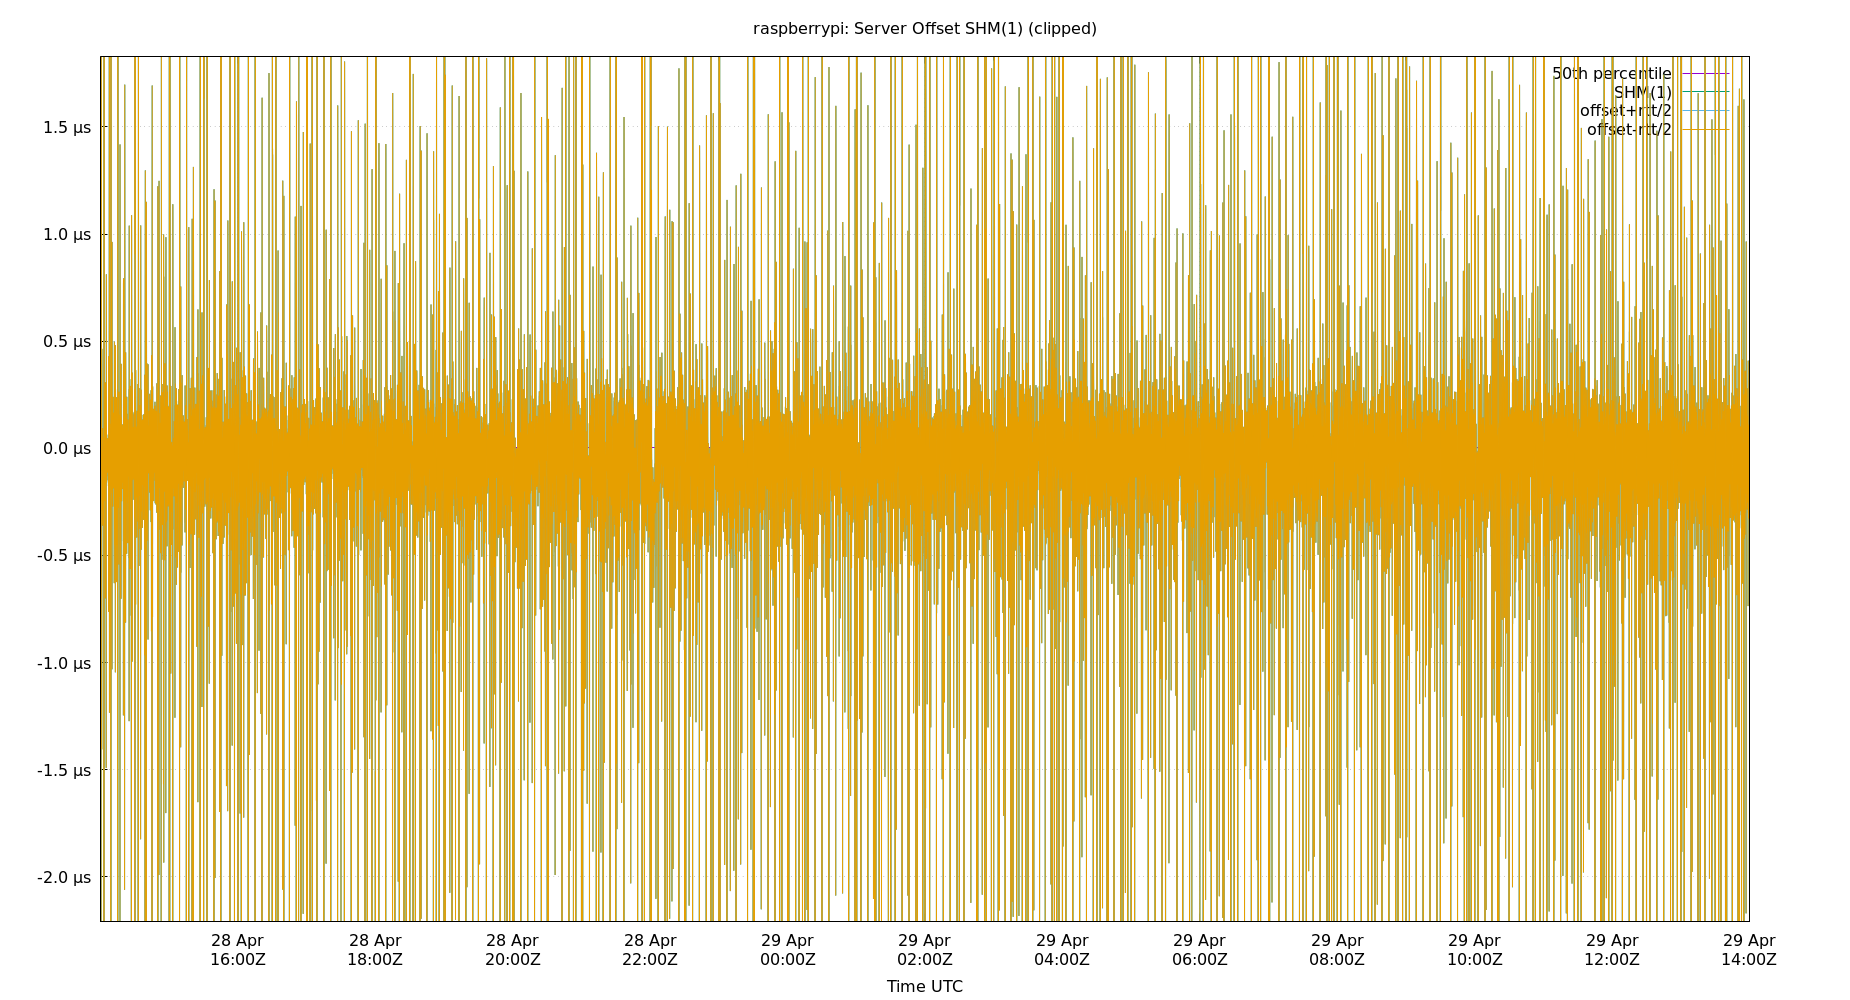 raspberrypi: Server Offset SHM(1) (clipped)
50th percentile
SHM(1)
offset+rtt/2
offset-rtt/2
1.5 µs
1.0 µs
0.5 µs
0.0 µs
-0.5 µs
-1.0 µs
-1.5 µs
-2.0 µs
28 Apr 28 Apr 28 Apr 28 Apr 29 Apr 29 Apr 29 Apr 29 Apr 29 Apr 29 Apr 29 Apr 29 Apr
16:00Z 18:00Z 20:00Z 22:00Z 00:00Z 02:00Z 04:00Z 06:00Z 08:00Z 10:00Z 12:00Z 14:00Z
Time UTC